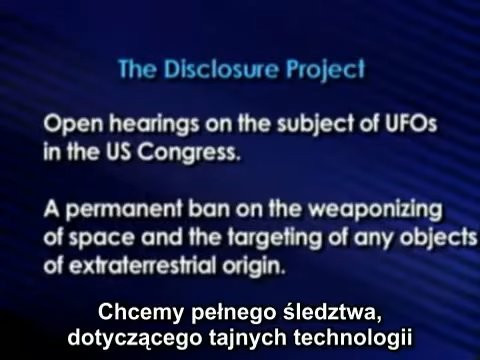 The Disclosure Project
Open hearings on the subject of UFOs
in the US Congress.
A permanent ban on the weaponizing
of space and the targeting of any objects
of extraterrestrial origin.
Chcemy pełnego śledztwa,
dotyczącego tajnych technologii